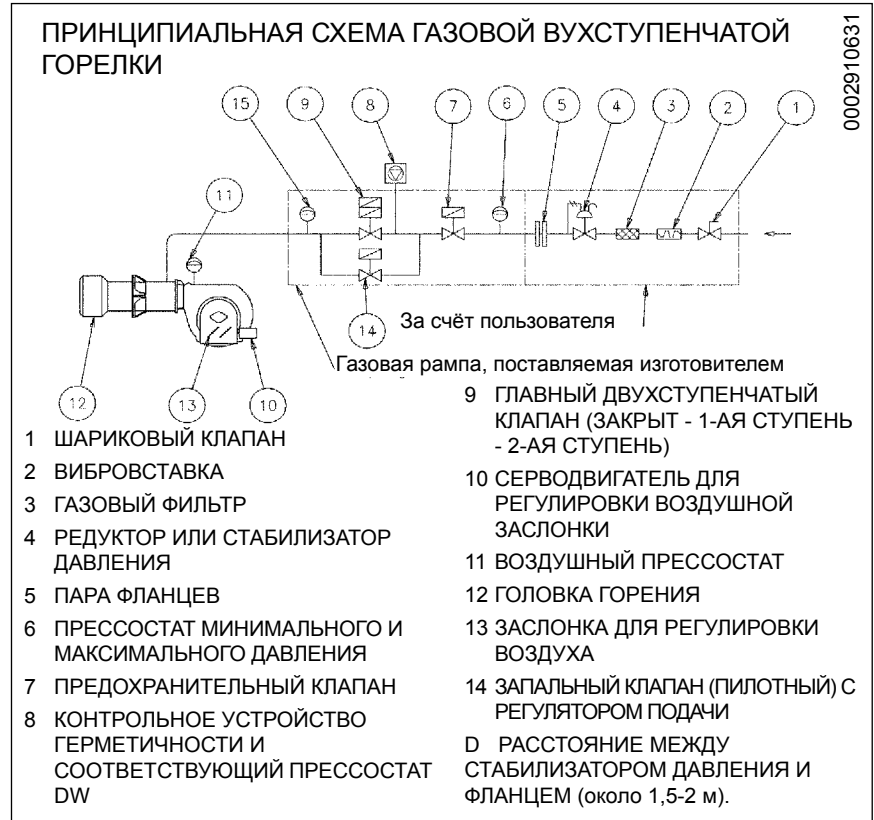 ПРИНЦИПИАЛЬНАЯ СХЕМА ГАЗОВОЙ ВУХСТУПЕНЧАТОЙ
ГОРЕЛКИ
0002910631
15
9
8
7
6
5
4
3
2
1
11
14
За счёт пользователя
Газовая рампа, поставляемая изготовителем
12
13
10
1 ШАРИКОВЫЙ КЛАПАН
2 ВИБРОВСТАВКА
3 ГАЗОВЫЙ ФИЛЬТР
4 РЕДУКТОР ИЛИ СТАБИЛИЗАТОР
ДАВЛЕНИЯ
5 ПАРА ФЛАНЦЕВ
6 ПРЕССОСТАТ МИНИМАЛЬНОГО И
МАКСИМАЛЬНОГО ДАВЛЕНИЯ
7 ПРЕДОХРАНИТЕЛЬНЫЙ КЛАПАН
8 КОНТРОЛЬНОЕ УСТРОЙСТВО
ГЕРМЕТИЧНОСТИ И
СООТВЕТСТВУЮЩИЙ ПРЕССОСТАТ
DW
9 ГЛАВНЫЙ ДВУХСТУПЕНЧАТЫЙ
КЛАПАН (ЗАКРЫТ - 1-АЯ СТУПЕНЬ
- 2-АЯ СТУПЕНЬ)
10 СЕРВОДВИГАТЕЛЬ ДЛЯ
РЕГУЛИРОВКИ ВОЗДУШНОЙ
ЗАСЛОНКИ
11 ВОЗДУШНЫЙ ПРЕССОСТАТ
12 ГОЛОВКА ГОРЕНИЯ
13 ЗАСЛОНКА ДЛЯ РЕГУЛИРОВКИ
ВОЗДУХА
14 ЗАПАЛЬНЫЙ КЛАПАН (ПИЛОТНЫЙ) С
РЕГУЛЯТОРОМ ПОДАЧИ
D РАССТОЯНИЕ МЕЖДУ
СТАБИЛИЗАТОРОМ ДАВЛЕНИЯ И
ФЛАНЦЕМ (около 1,5-2 м).